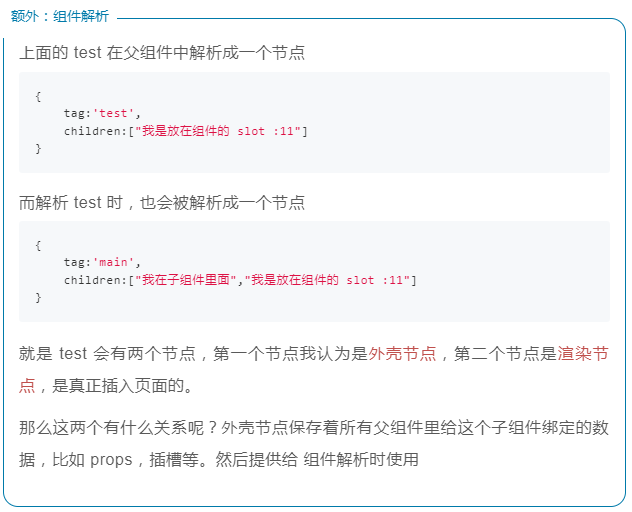 额外：组件解析
上面的 test 在父组件中解析成一个节点
{
    tag:'test',
    children:["我是放在组件的 slot :11"]
}
而解析 test 时，也会被解析成一个节点
{
    tag:'main',
    children:["我在子组件里面","我是放在组件的 slot :11"]
}
就是 test 会有两个节点，第一个节点我认为是外壳节点，第二个节点是渲染节
点，是真正插入页面的。
那么这两个有什么关系呢？外壳节点保存着所有父组件里给这个子组件绑定的数
据，比如 props，插槽等。然后提供给 组件解析时使用